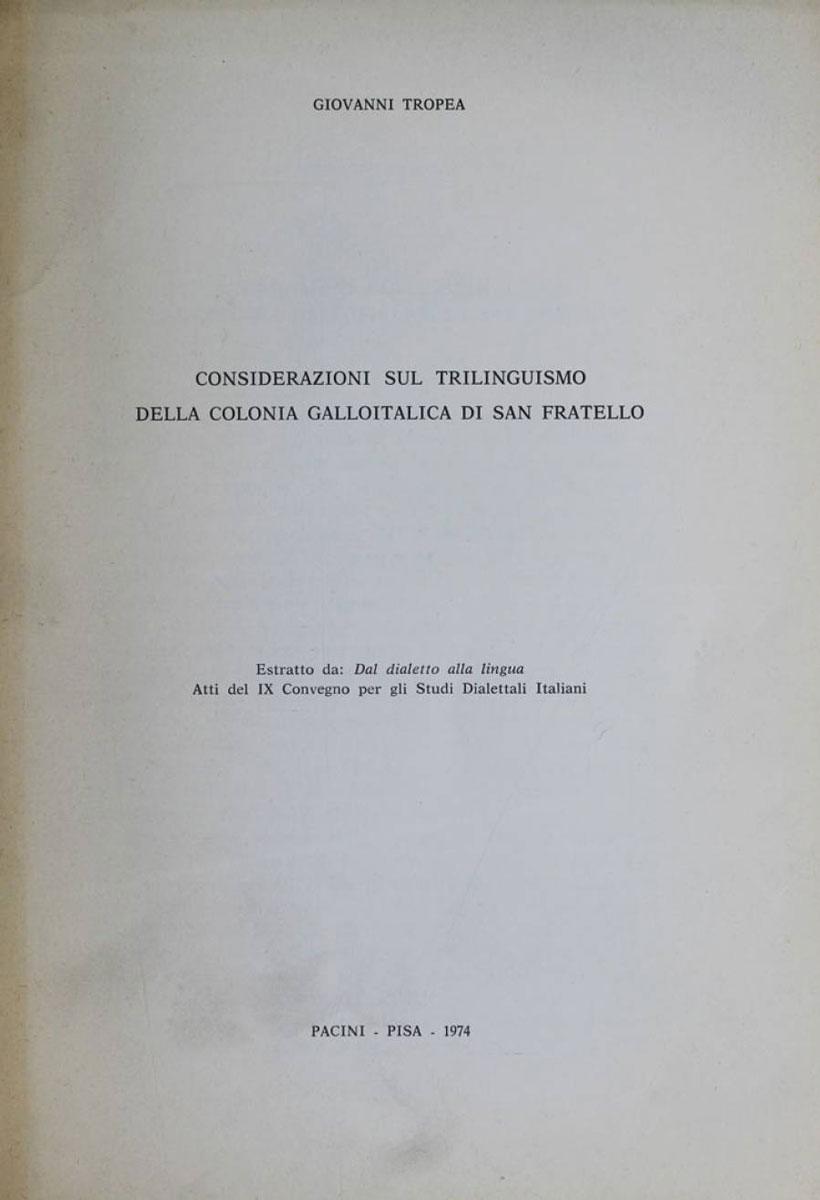 GIOVANNI TROPEA
CONSIDERAZIONI SUL TRILINGUISMO
DELLA COLONIA GALLOITALICA DI SAN FRATELLO
Estratto da: Dal dialetto alla lingua
Atti del IX Convegno per gli Studi Dialettali Italiani
PACINI - PISA - 1974